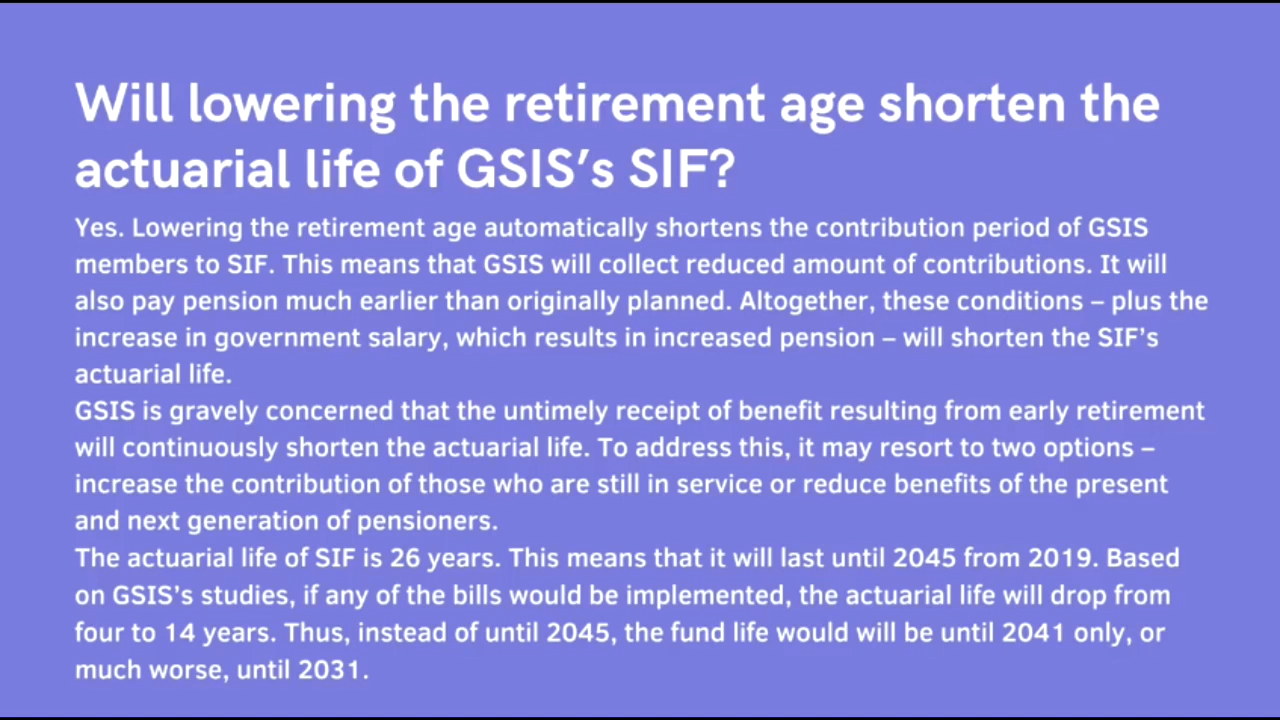 Will lowering the retirement age shorten the
actuarial life of GSIS’s SIF?
Yes. Lowering the retirement age automatically shortens the contribution period of GSIS
members to SIF. This means that GSIS will collect reduced amount of contributions. It will
also pay pension much earlier than originally planned. Altogether, these conditions – plus the
increase in government salary, which results in increased pension – will shorten the SIF’s
actuarial life.
GSIS is gravely concerned that the untimely receipt of benefit resulting from early retirement
will continuously shorten the actuarial life. To address this, it may resort to two options –
increase the contribution of those who are still in service or reduce benefits of the present
and next generation of pensioners.
The actuarial life of SIF is 26 years. This means that it will last until 2045 from 2019. Based
on GSIS’s studies, if any of the bills would be implemented, the actuarial life will drop from
four to 14 years. Thus, instead of until 2045, the fund life would will be until 2041 only, or
much worse, until 2031.